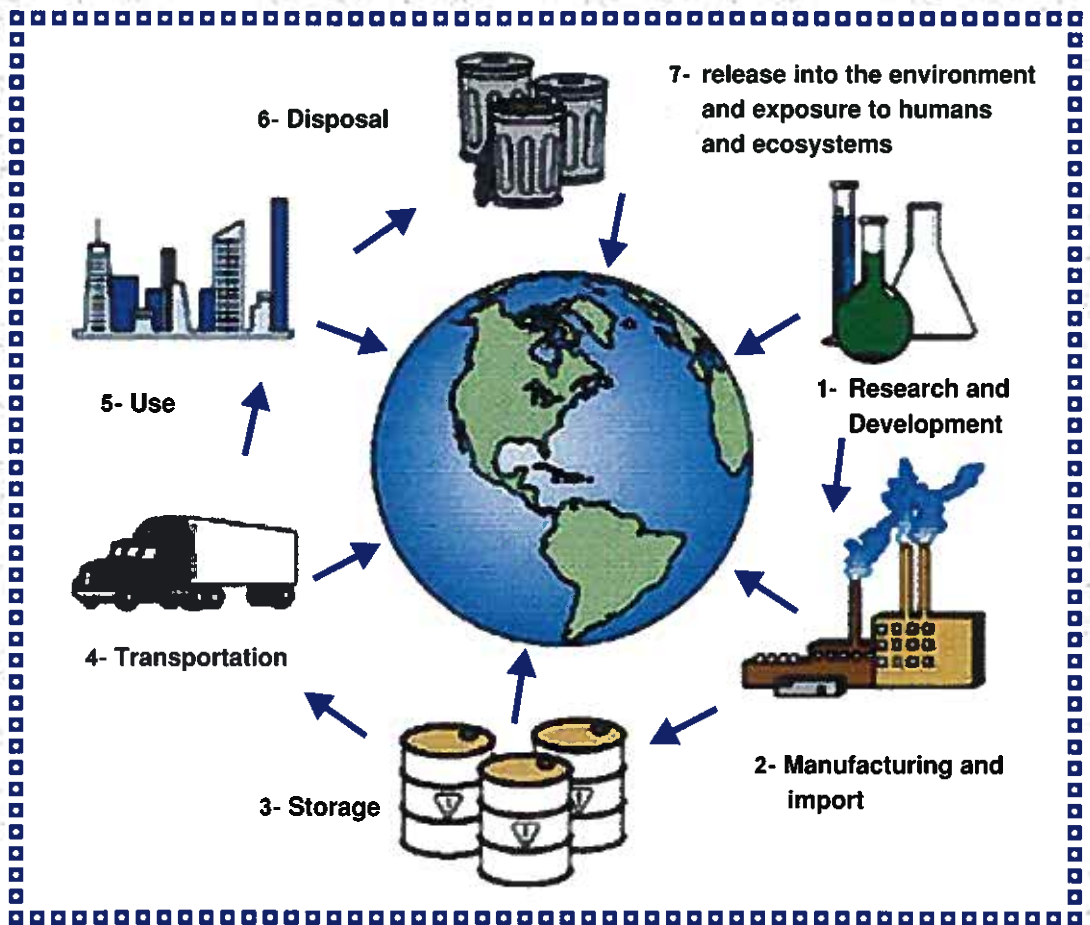 7- release into the environment
and exposure to humans
and ecosystems
6- Disposal
5- Use
1- Research and
Development
4- Transportation
3- Storage
2- Manufacturing and
import